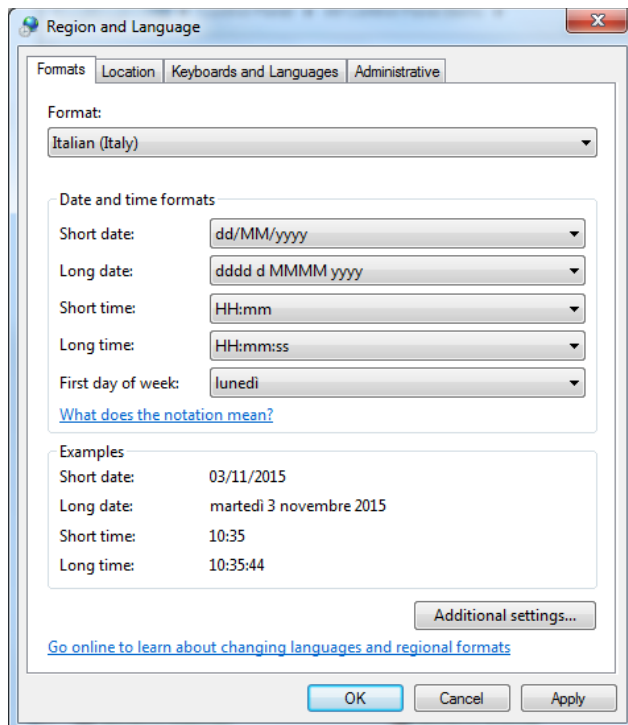 Region and Language
Formats Location Keyboards and Languages Administrative
Format:
Italian (Italy)
Date and time formats
Short date: dd/MM/yyyy
Long date: dddd d MMMM yyyy
Short time: HH:mm
Long time: HH:mm:ss
First day of week: lunedì
What does the notation mean?
Examples
Short date: 03/11/2015
Long date: martedì 3 novembre 2015
Short time: 10:35
Long time: 10:35:44
Additional settings...
Go online to learn about changing languages and regional formats
OK Cancel Apply